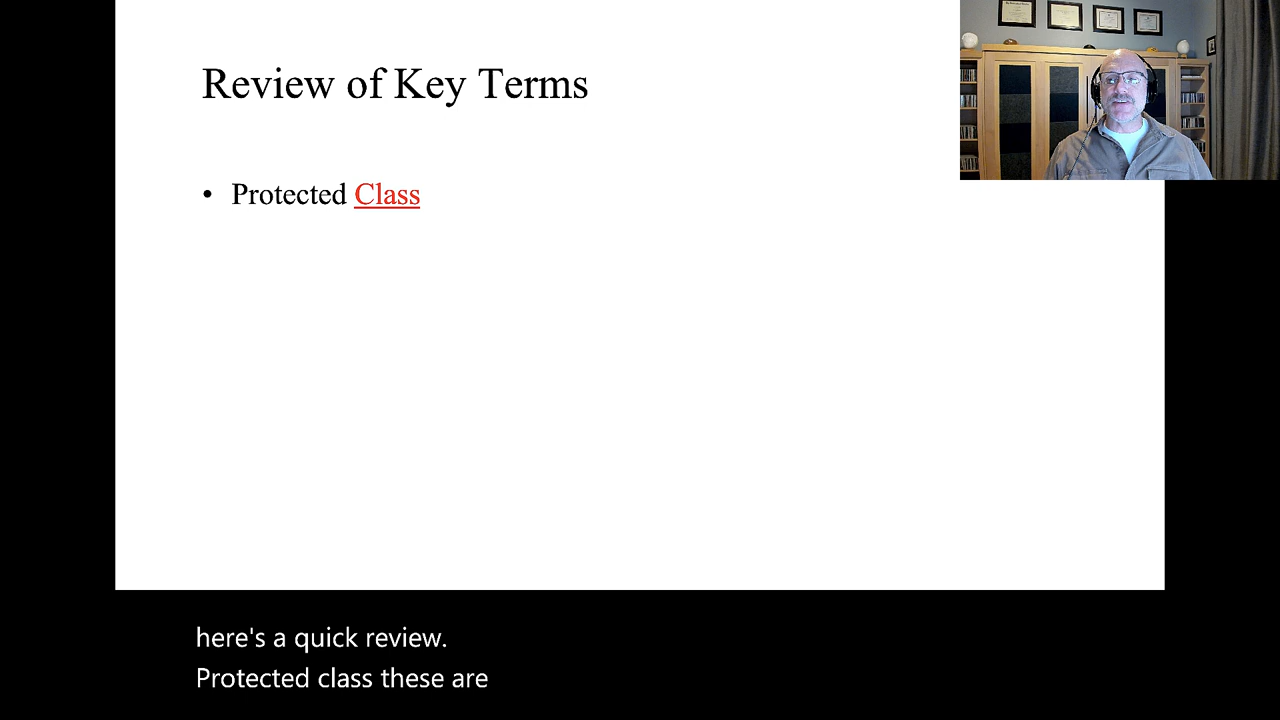 Review of Key Terms
• Protected Class
here's a quick review.
Protected class these are